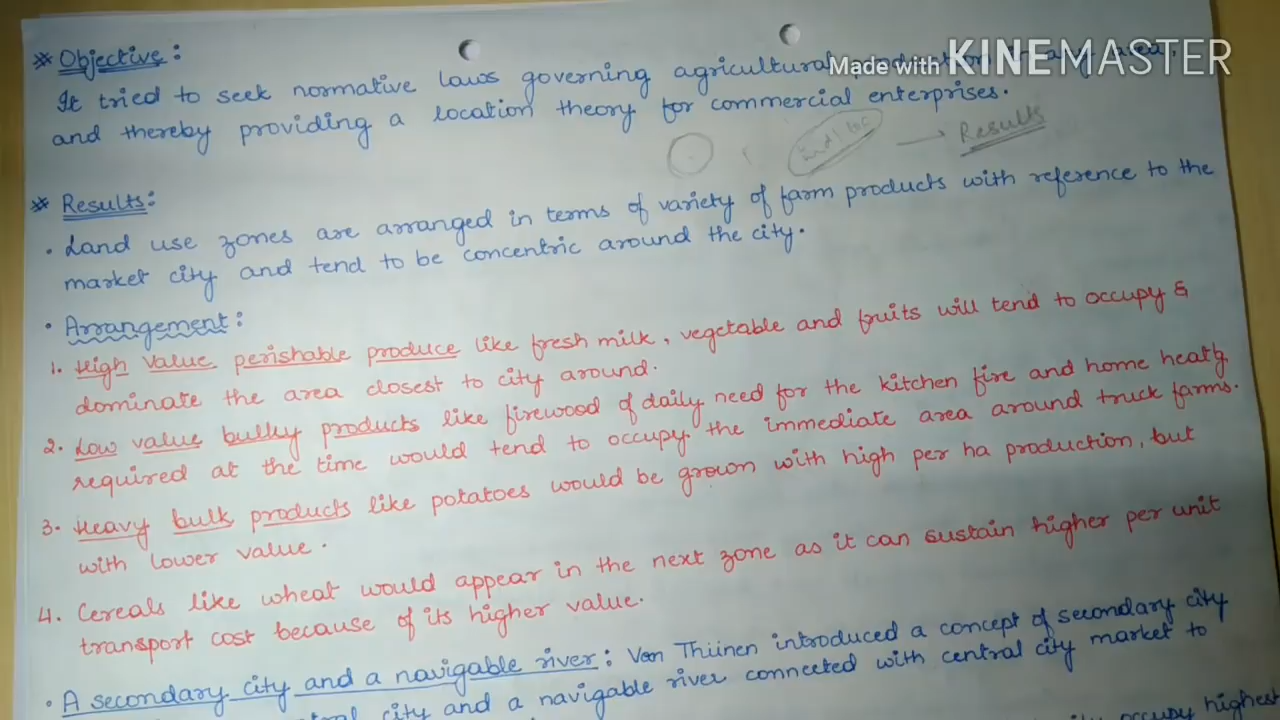 * Objective:
It tried to seek normative laws governing agricultural
Made with KINEMASTER
and thereby providing a location theory for commercial enterprises.
ind'l loc → Results
* Results:
• Land use zones are arranged in terms of variety of farm products with reference to the
market city and tend to be concentric around the city.
• Arrangement:
1. High value perishable produce like fresh milk, vegetable and fruits will tend to occupy &
dominate the area closest to city around.
2. Low value bulky products like firewood of daily need for the kitchen fire and home heatg
required at the time would tend to occupy the immediate area around truck farms.
3. Heavy bulk products like potatoes would be grown with high per ha production, but
with lower value.
4. Cereals like wheat would appear in the next zone as it can sustain higher per unit
transport cost because of its higher value.
• A secondary city and a navigable river: Von Thünen introduced a concept of secondary city
city and a navigable river connected with central city market to
occupy highest